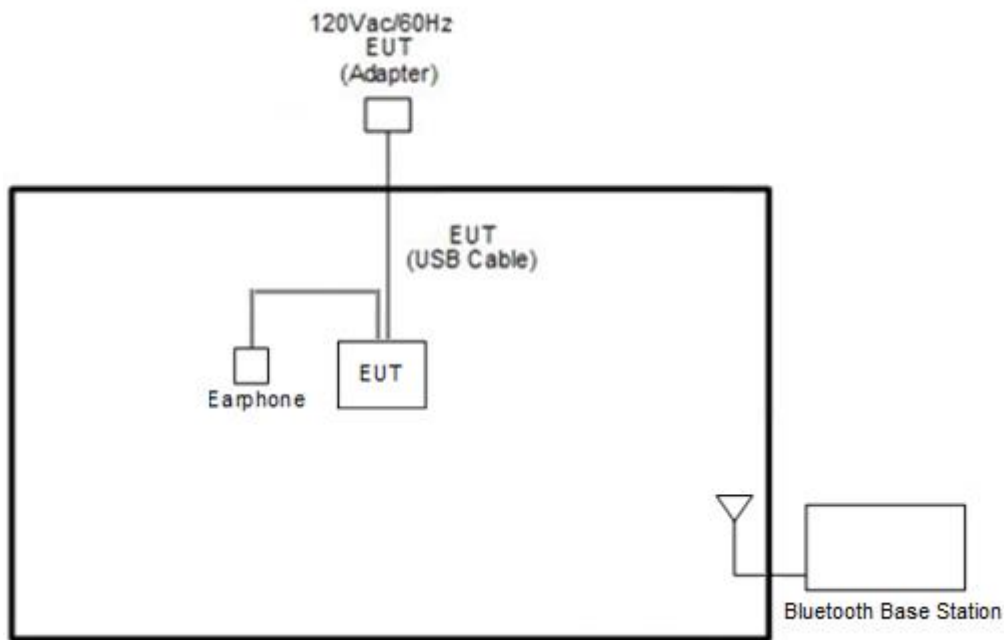 120Vac/60Hz
EUT
(Adapter)
EUT
(USB Cable)
EUT
Earphone
Bluetooth Base Station